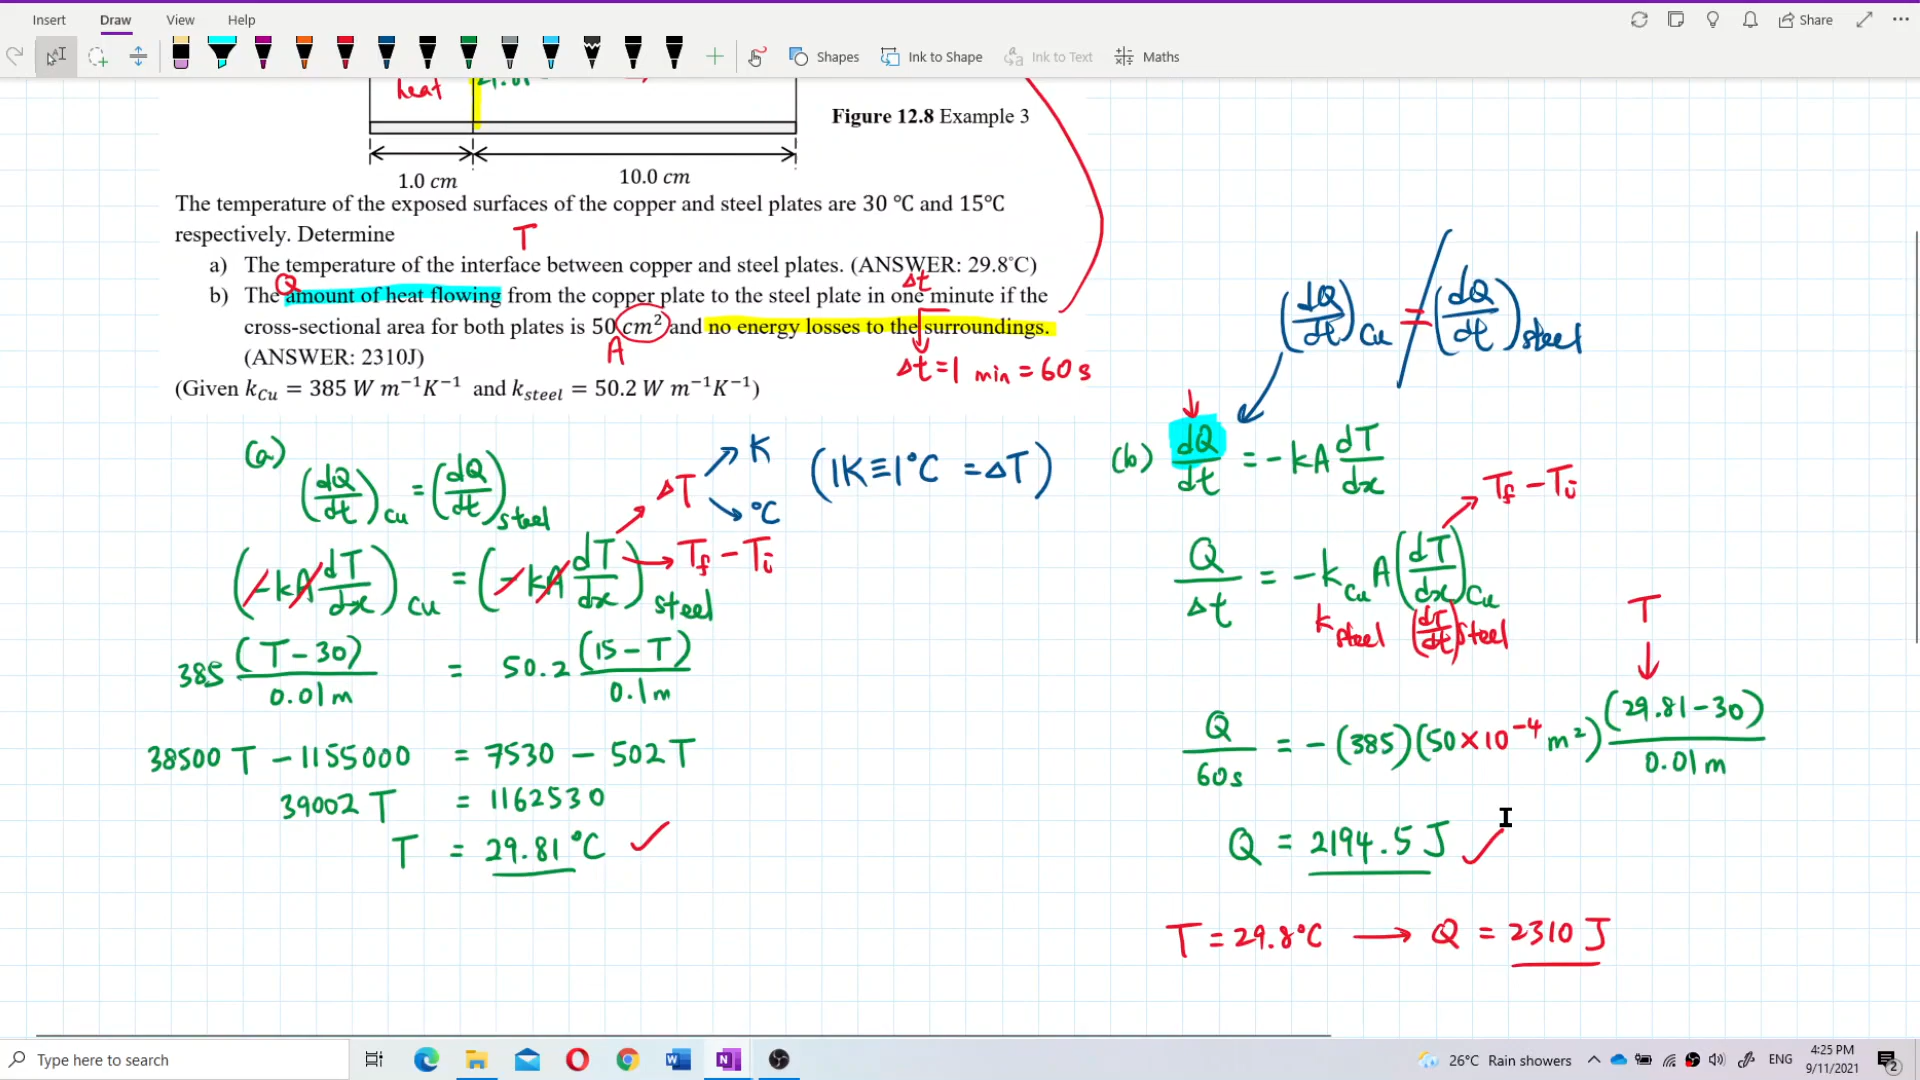 Insert Draw View Help
Share
Shapes Ink to Shape Ink to Text Maths
heat
Figure 12.8 Example 3
1.0 cm 10.0 cm
The temperature of the exposed surfaces of the copper and steel plates are 30 ℃ and 15℃
respectively. Determine
T
a) The temperature of the interface between copper and steel plates. (ANSWER: 29.8°C)
Q Δt
b) The amount of heat flowing from the copper plate to the steel plate in one minute if the
cross-sectional area for both plates is 50 cm² and no energy losses to the surroundings.
A
(ANSWER: 2310J)
Δt = 1 min = 60 s
(Given k_Cu = 385 W m⁻¹K⁻¹ and k_steel = 50.2 W m⁻¹K⁻¹)
(a)
(dQ/dt)Cu = (dQ/dt)steel
ΔT
K
°C
(1K ≡ 1°C = ΔT)
(-kA dT/dx)Cu = (-kA dT/dx)steel
Tf - Ti
385 (T - 30)/0.01m = 50.2 (15 - T)/0.1m
38500 T - 1155000 = 7530 - 502T
39002 T = 1162530
T = 29.81 °C
(dQ/dt)Cu = (dQ/dt)steel
(b) dQ/dt = -kA dT/dx
Tf - Ti
Q/Δt = -kCu A (dT/dx)Cu
ksteel (dT/dt)steel
T
Q/60s = -(385)(50 × 10⁻⁴ m²) (29.81 - 30)/0.01m
Q = 2194.5 J
T = 29.8°C → Q = 2310 J
Type here to search
26°C Rain showers
ENG
4:25 PM
9/11/2021
2